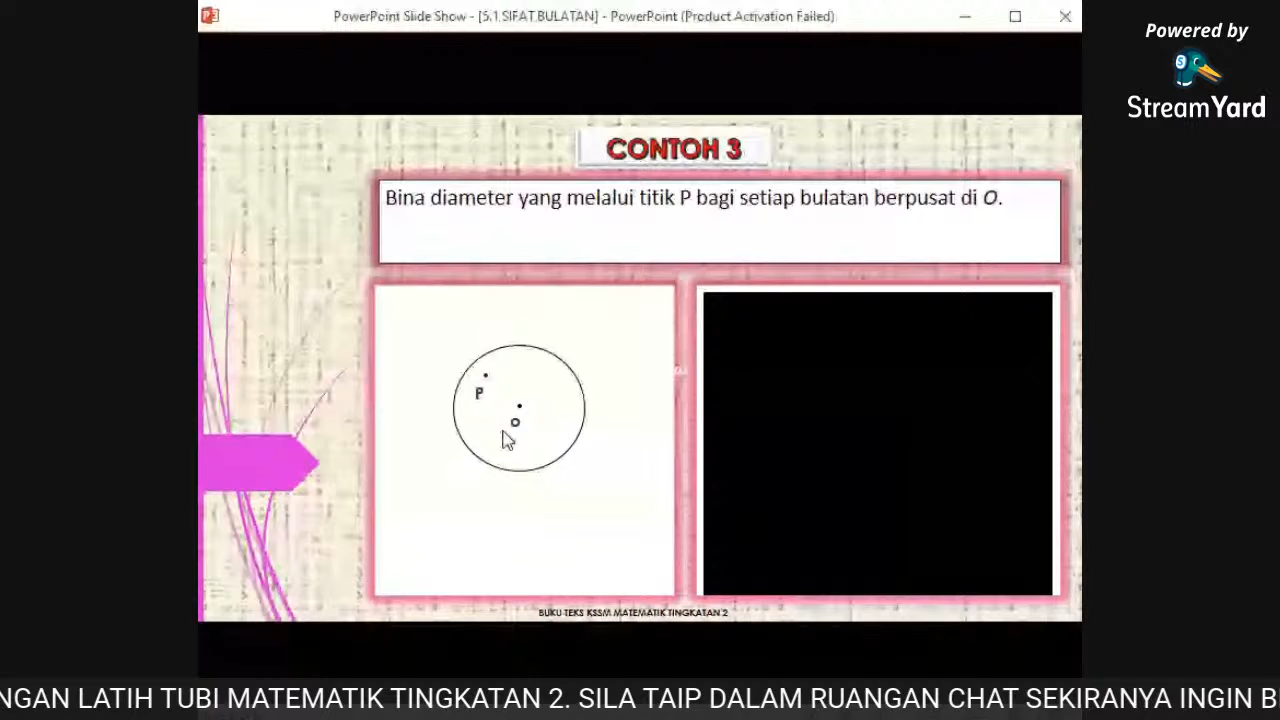 PowerPoint Slide Show - [5.1.SIFAT.BULATAN] - PowerPoint (Product Activation Failed)
Powered by
StreamYard
CONTOH 3
Bina diameter yang melalui titik P bagi setiap bulatan berpusat di O.
P
O
BUKU TEKS KSSM MATEMATIK TINGKATAN 2
NGAN LATIH TUBI MATEMATIK TINGKATAN 2. SILA TAIP DALAM RUANGAN CHAT SEKIRANYA INGIN B